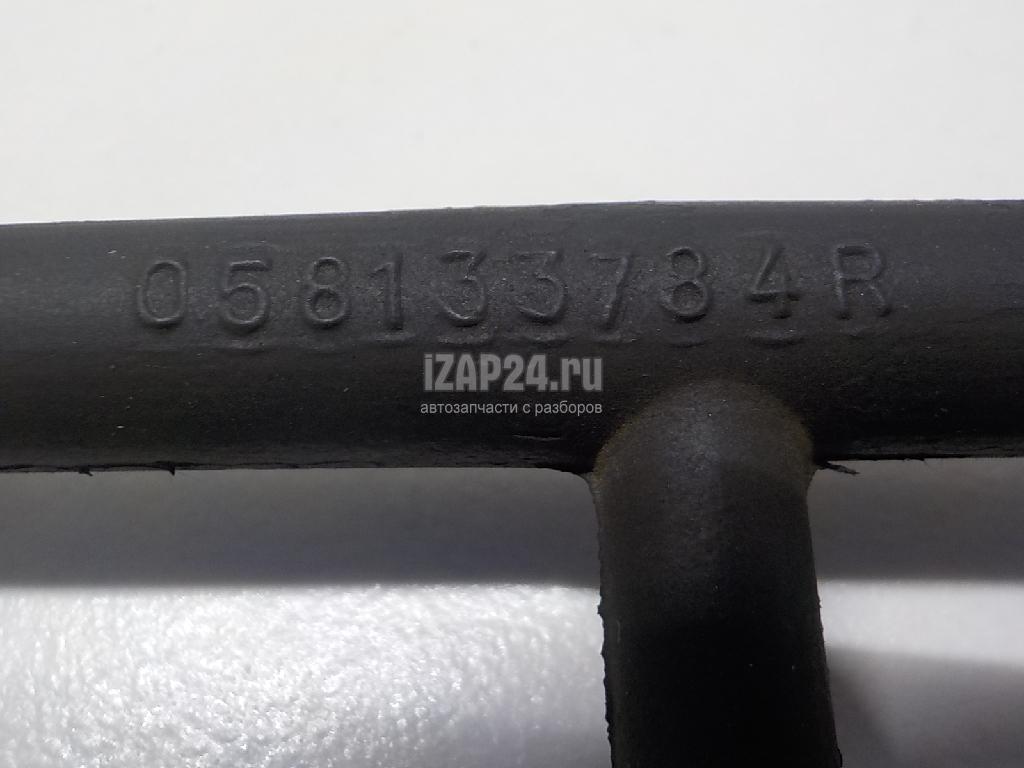 058133784R
iZAP24.ru
автозапчасти с разборов